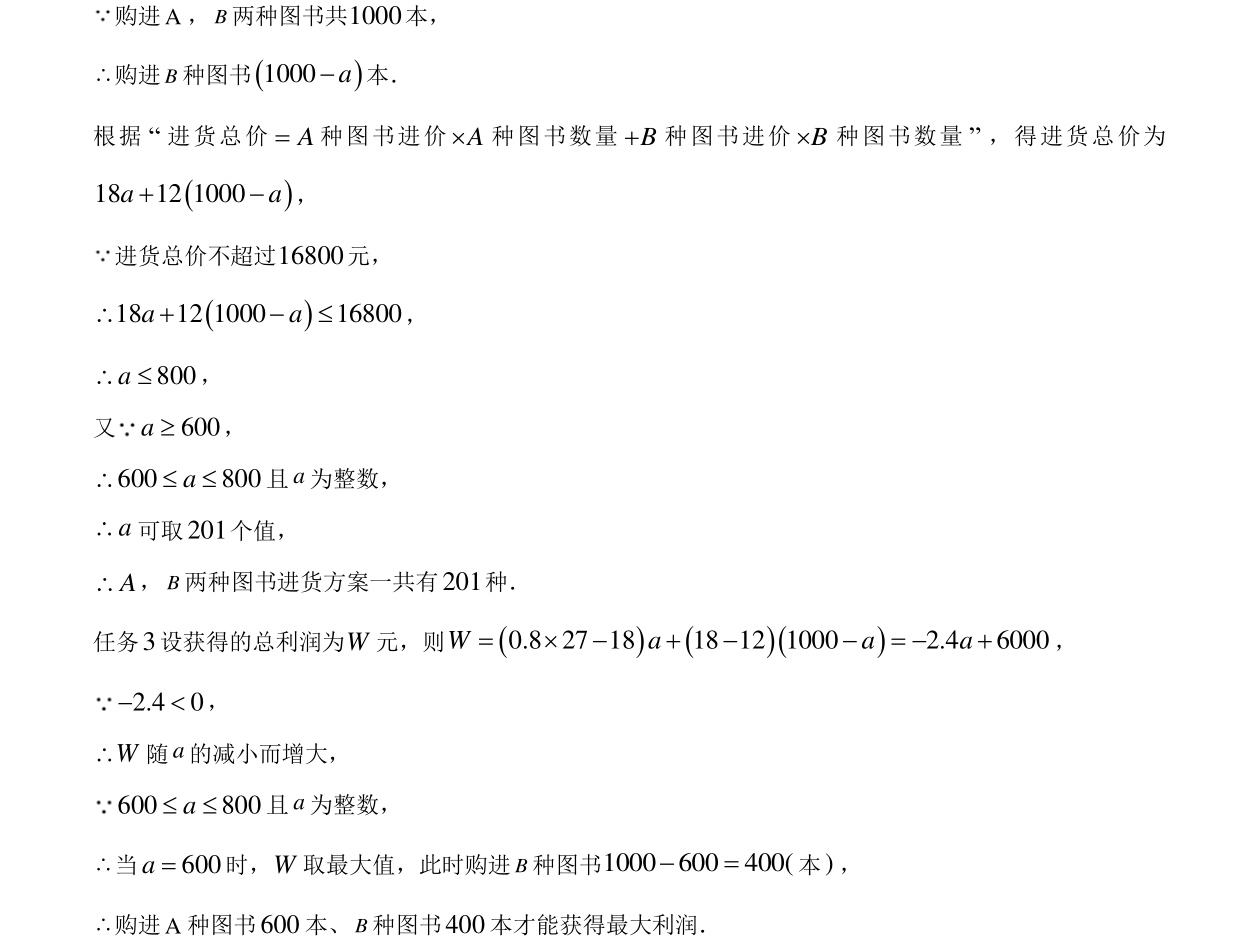 ∵购进A，B两种图书共1000本，
∴购进B种图书(1000−a)本．
根据“进货总价=A种图书进价×A种图书数量+B种图书进价×B种图书数量”，得进货总价为
18a+12(1000−a)，
∵进货总价不超过16800元，
∴18a+12(1000−a)≤16800，
∴a≤800，
又∵a≥600，
∴600≤a≤800且a为整数，
∴a可取201个值，
∴A，B两种图书进货方案一共有201种．
任务3设获得的总利润为W元，则W=(0.8×27−18)a+(18−12)(1000−a)=−2.4a+6000，
∵−2.4<0，
∴W随a的减小而增大，
∵600≤a≤800且a为整数，
∴当a=600时，W取最大值，此时购进B种图书1000−600=400(本)，
∴购进A种图书600本、B种图书400本才能获得最大利润．